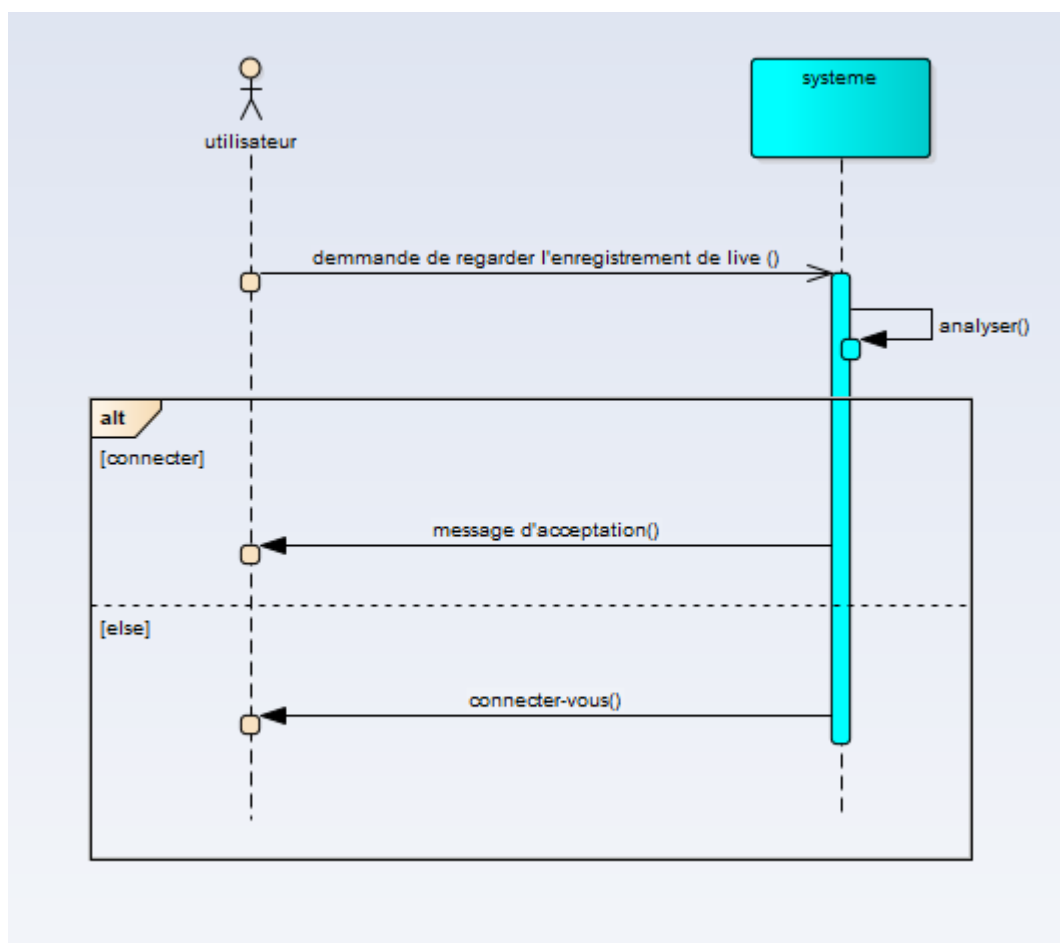 systeme
utilisateur
demmande de regarder l'enregistrement de live ()
analyser()
alt
[connecter]
message d'acceptation()
[else]
connecter-vous()